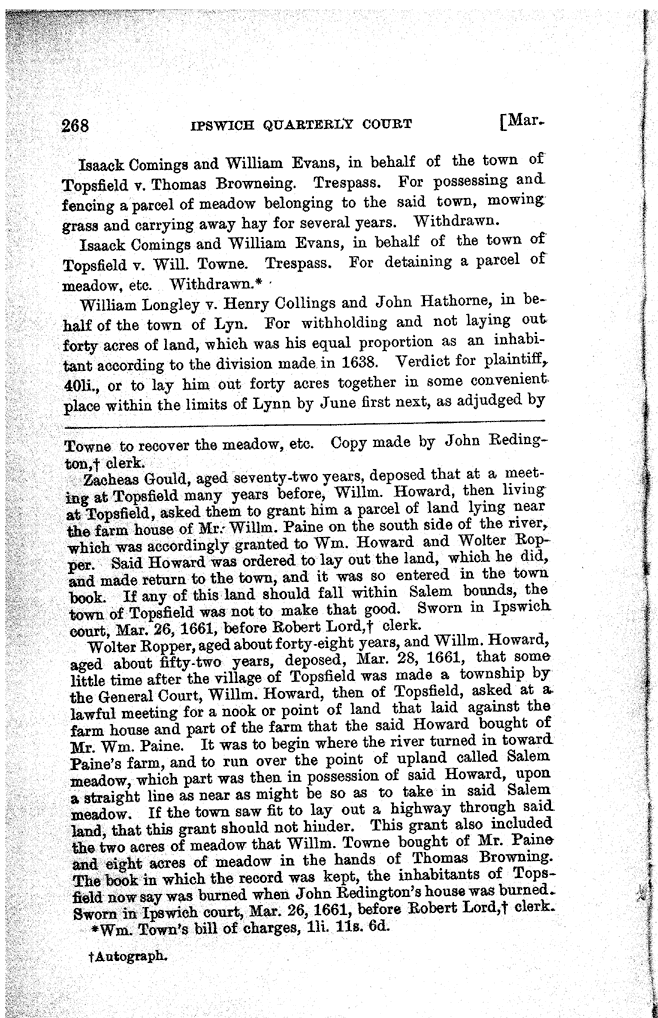 268 IPSWICH QUARTERLY COURT [Mar.
Isaack Comings and William Evans, in behalf of the town of
Topsfield v. Thomas Browneing. Trespass. For possessing and
fencing a parcel of meadow belonging to the said town, mowing
grass and carrying away hay for several years. Withdrawn.
Isaack Comings and William Evans, in behalf of the town of
Topsfield v. Will. Towne. Trespass. For detaining a parcel of
meadow, etc. Withdrawn.*
William Longley v. Henry Collings and John Hathorne, in be-
half of the town of Lyn. For withholding and not laying out
forty acres of land, which was his equal proportion as an inhabi-
tant according to the division made in 1638. Verdict for plaintiff,
40li., or to lay him out forty acres together in some convenient
place within the limits of Lynn by June first next, as adjudged by
Towne to recover the meadow, etc. Copy made by John Reding-
ton,† clerk.
Zacheas Gould, aged seventy-two years, deposed that at a meet-
ing at Topsfield many years before, Willm. Howard, then living
at Topsfield, asked them to grant him a parcel of land lying near
the farm house of Mr. Willm. Paine on the south side of the river,
which was accordingly granted to Wm. Howard and Wolter Rop-
per. Said Howard was ordered to lay out the land, which he did,
and made return to the town, and it was so entered in the town
book. If any of this land should fall within Salem bounds, the
town of Topsfield was not to make that good. Sworn in Ipswich
court, Mar. 26, 1661, before Robert Lord,† clerk.
Wolter Ropper, aged about forty-eight years, and Willm. Howard,
aged about fifty-two years, deposed, Mar. 28, 1661, that some
little time after the village of Topsfield was made a township by
the General Court, Willm. Howard, then of Topsfield, asked at a
lawful meeting for a nook or point of land that laid against the
farm house and part of the farm that the said Howard bought of
Mr. Wm. Paine. It was to begin where the river turned in toward
Paine's farm, and to run over the point of upland called Salem
meadow, which part was then in possession of said Howard, upon
a straight line as near as might be so as to take in said Salem
meadow. If the town saw fit to lay out a highway through said
land, that this grant should not hinder. This grant also included
the two acres of meadow that Willm. Towne bought of Mr. Paine
and eight acres of meadow in the hands of Thomas Browning.
The book in which the record was kept, the inhabitants of Tops-
field now say was burned when John Redington's house was burned.
Sworn in Ipswich court, Mar. 26, 1661, before Robert Lord,† clerk.
*Wm. Town's bill of charges, 1li. 11s. 6d.
†Autograph.